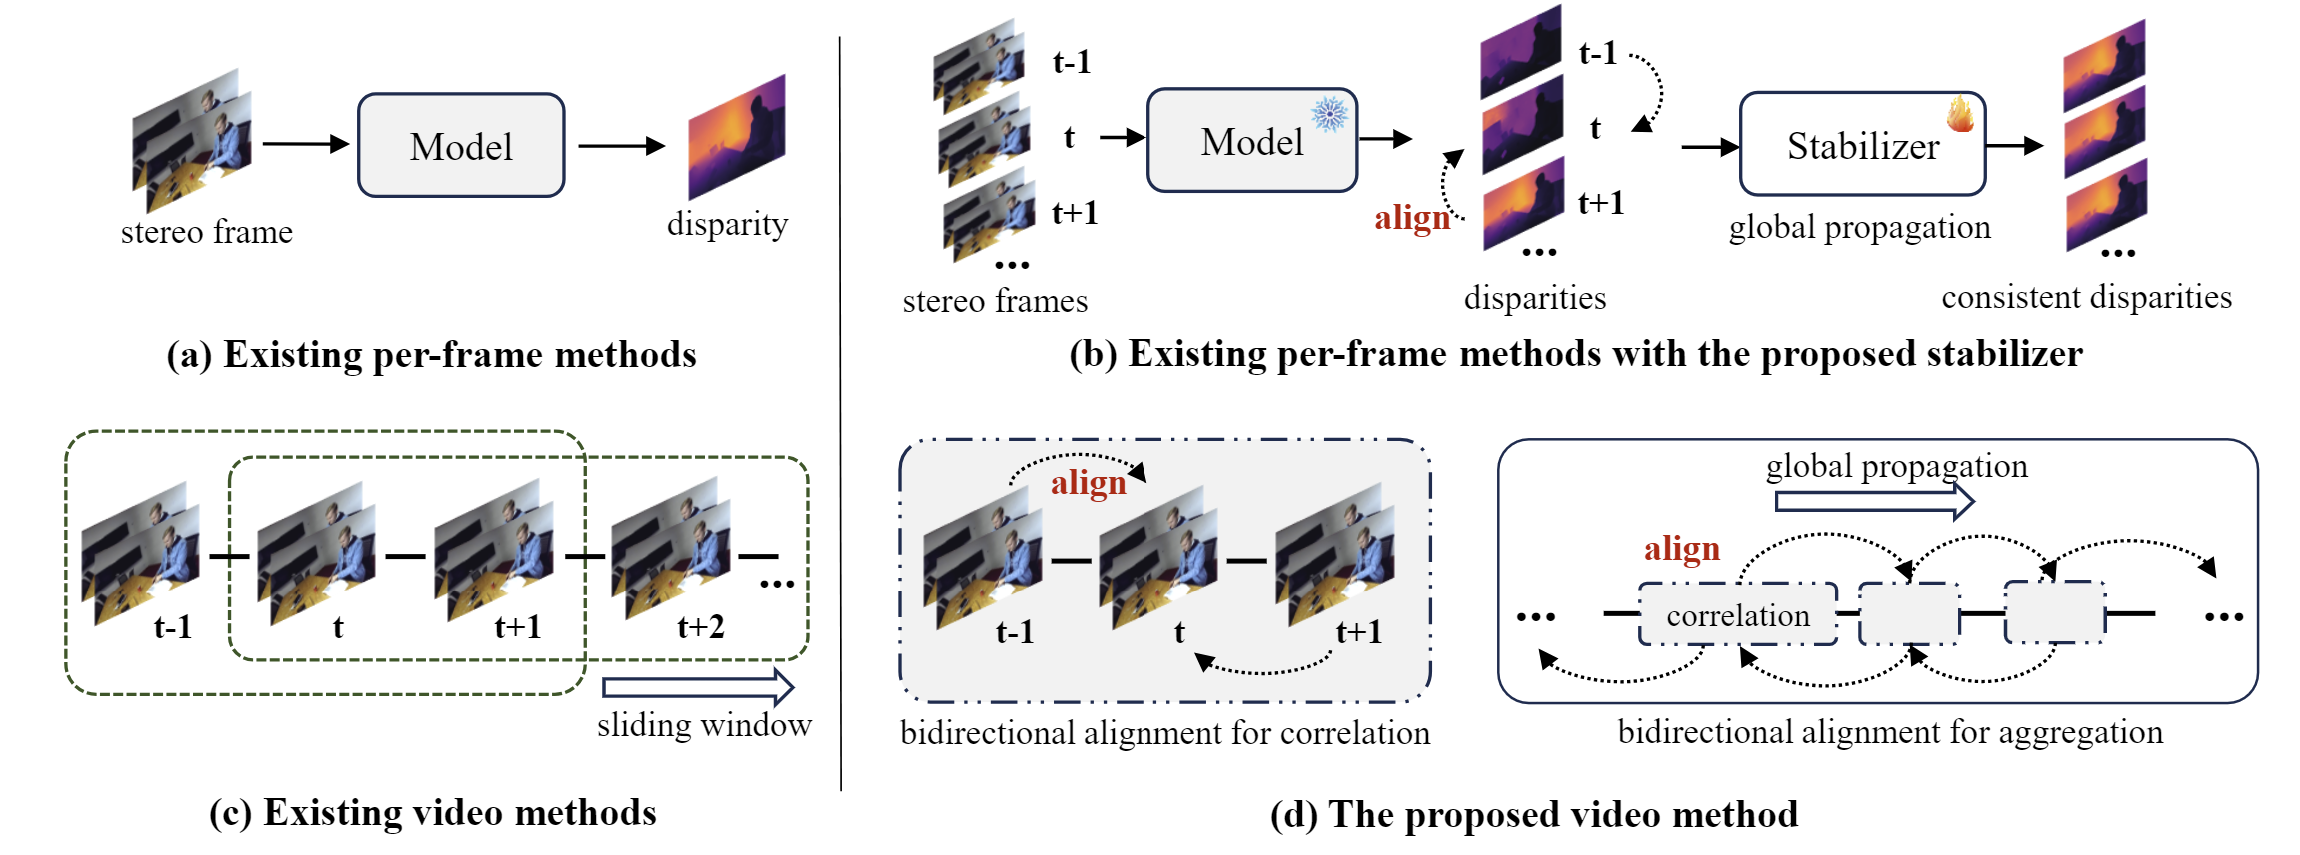 stereo frame
Model
disparity
(a) Existing per-frame methods
t-1
t
t+1
...
stereo frames
Model
align
t-1
t
t+1
...
disparities
Stabilizer
global propagation
...
consistent disparities
(b) Existing per-frame methods with the proposed stabilizer
t-1
t
t+1
t+2
...
sliding window
(c) Existing video methods
align
t-1
t
t+1
bidirectional alignment for correlation
global propagation
align
...
correlation
...
bidirectional alignment for aggregation
(d) The proposed video method